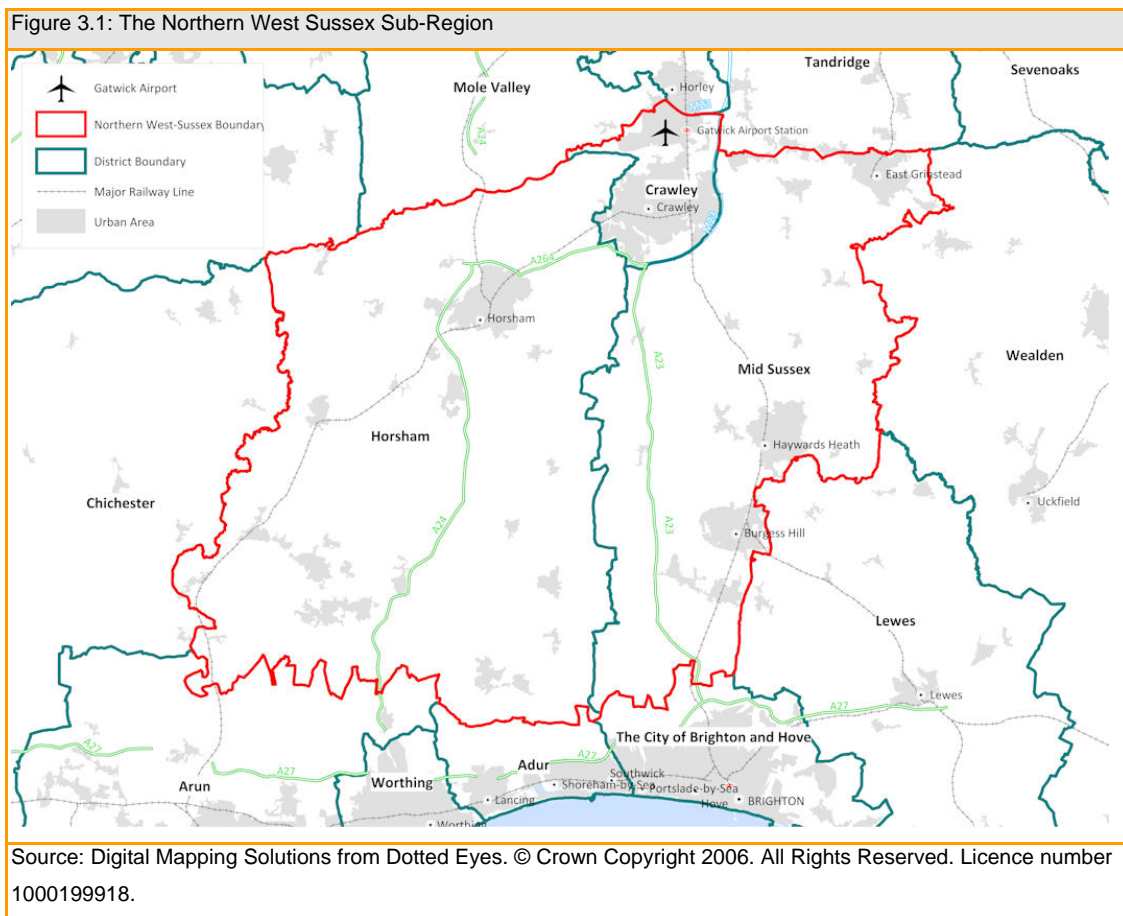 Figure 3.1: The Northern West Sussex Sub-Region
Gatwick Airport
Northern West-Sussex Boundary
District Boundary
Major Railway Line
Urban Area
Mole Valley
Tandridge
Sevenoaks
Horley
M23
A24
Gatwick Airport Station
East Grinstead
Crawley
Crawley
M23
A264
Horsham
A23
Wealden
Mid Sussex
Horsham
Haywards Heath
Chichester
Uckfield
A24
A23
Burgess Hill
Lewes
Lewes
A27
The City of Brighton and Hove
A27
A27
Adur
Southwick
Worthing
Arun
A27
Shoreham-by-Sea
Portslade-by-Sea
Lancing
Hove
BRIGHTON
Worthing
Source: Digital Mapping Solutions from Dotted Eyes. © Crown Copyright 2006. All Rights Reserved. Licence number
1000199918.